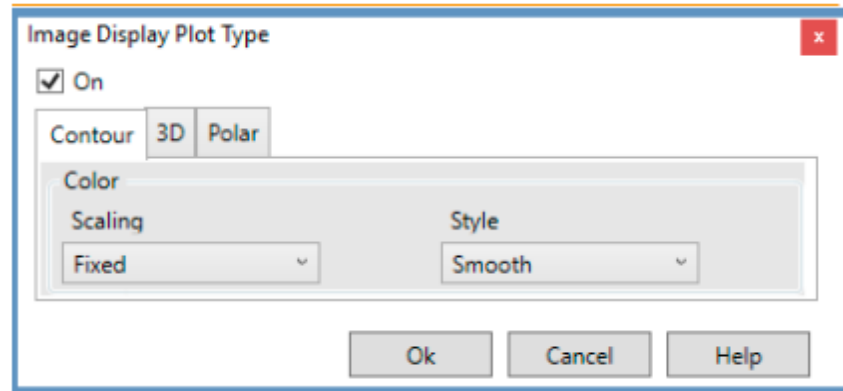 Image Display Plot Type
x
On
Contour 3D Polar
Color
Scaling Style
Fixed Smooth
Ok Cancel Help